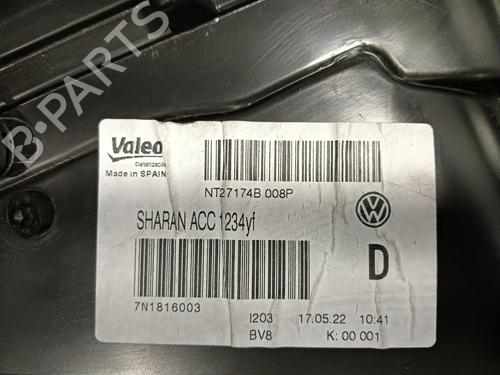 B-PARTS
Valeo
Climatización
Made in SPAIN
NT27174B 008P
SHARAN ACC 1234yf
D
7N1816003
I203 17.05.22 10:41
BV8 K: 00 001